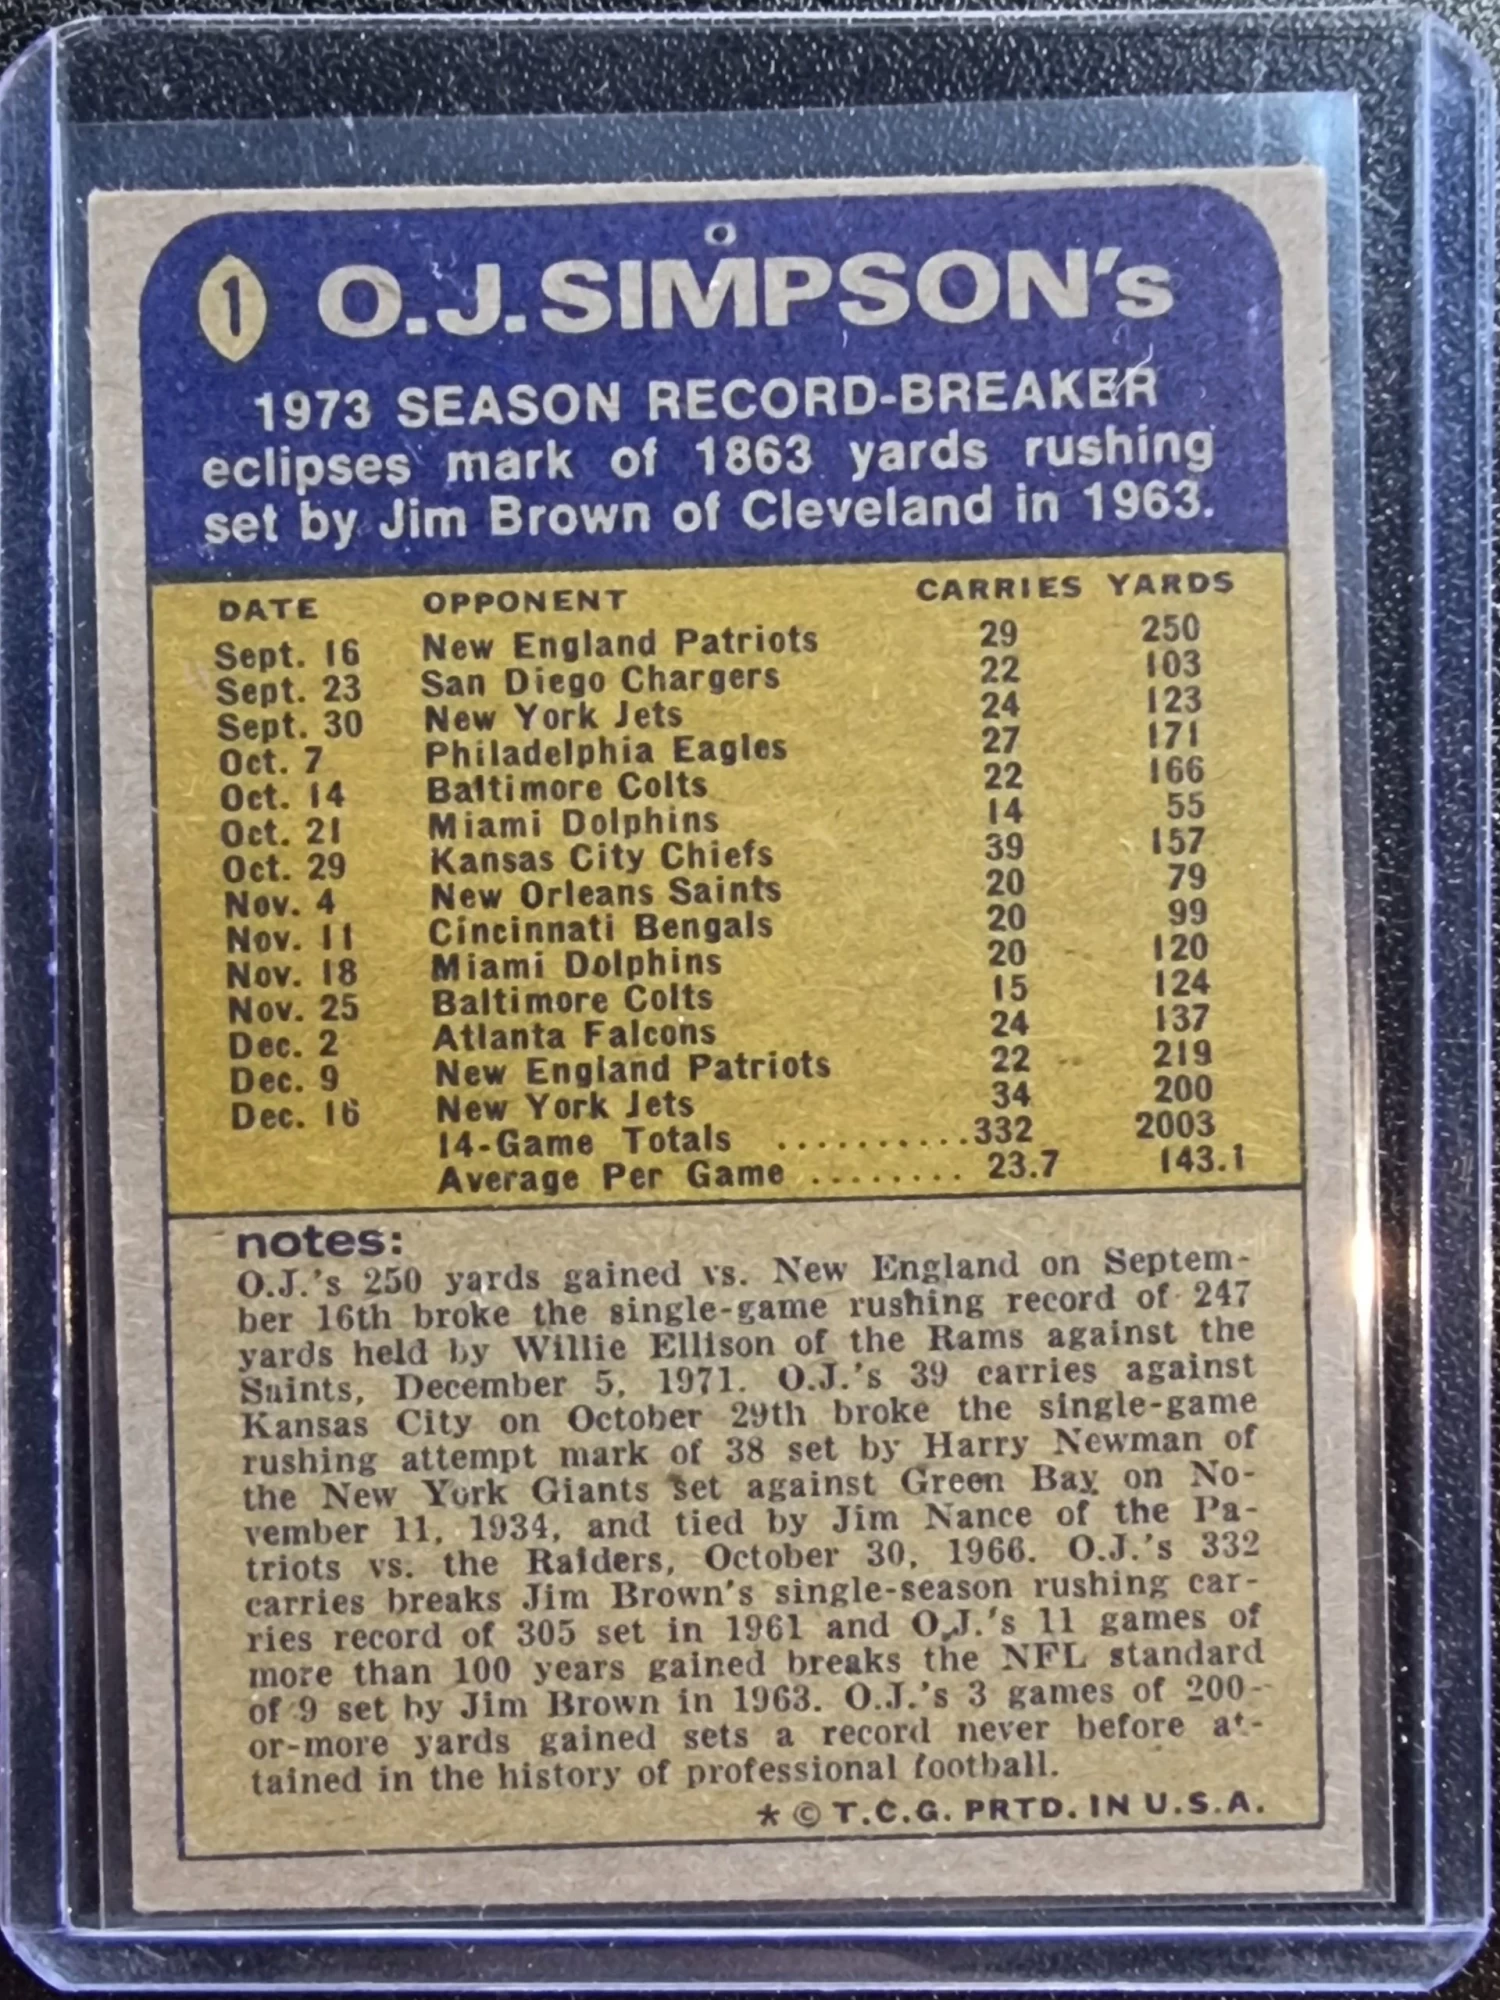 1 O.J. SIMPSON's
1973 SEASON RECORD-BREAKER
eclipses mark of 1863 yards rushing
set by Jim Brown of Cleveland in 1963.
DATE OPPONENT CARRIES YARDS
Sept. 16 New England Patriots 29 250
Sept. 23 San Diego Chargers 22 103
Sept. 30 New York Jets 24 123
Oct. 7 Philadelphia Eagles 27 171
Oct. 14 Baltimore Colts 22 166
Oct. 21 Miami Dolphins 14 55
Oct. 29 Kansas City Chiefs 39 157
Nov. 4 New Orleans Saints 20 79
Nov. 11 Cincinnati Bengals 20 99
Nov. 18 Miami Dolphins 20 120
Nov. 25 Baltimore Colts 15 124
Dec. 2 Atlanta Falcons 24 137
Dec. 9 New England Patriots 22 219
Dec. 16 New York Jets 34 200
14-Game Totals ..........332 2003
Average Per Game ........ 23.7 143.1
notes:
O.J.'s 250 yards gained vs. New England on Septem-
ber 16th broke the single-game rushing record of 247
yards held by Willie Ellison of the Rams against the
Saints, December 5, 1971. O.J.'s 39 carries against
Kansas City on October 29th broke the single-game
rushing attempt mark of 38 set by Harry Newman of
the New York Giants set against Green Bay on No-
vember 11, 1934, and tied by Jim Nance of the Pa-
triots vs. the Raiders, October 30, 1966. O.J.'s 332
carries breaks Jim Brown's single-season rushing car-
ries record of 305 set in 1961 and O.J.'s 11 games of
more than 100 years gained breaks the NFL standard
of 9 set by Jim Brown in 1963. O.J.'s 3 games of 200-
or-more yards gained sets a record never before at-
tained in the history of professional football.
* © T.C.G. PRTD. IN U.S.A.